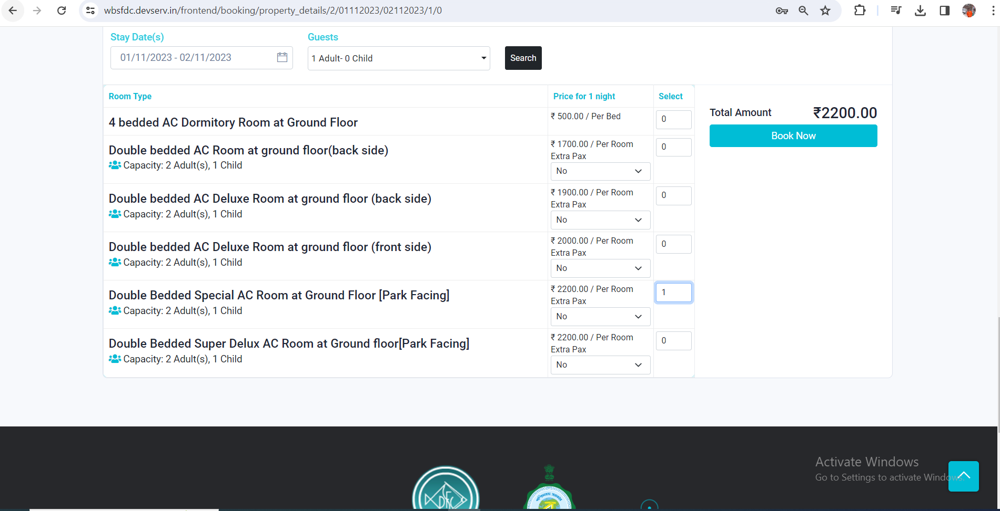 wbsfdc.devserv.in/frontend/booking/property_details/2/01112023/02112023/1/0
Stay Date(s)
Guests
01/11/2023 - 02/11/2023
1 Adult- 0 Child
Search
Room Type
Price for 1 night
Select
4 bedded AC Dormitory Room at Ground Floor
₹ 500.00 / Per Bed
0
Total Amount
₹2200.00
Book Now
Double bedded AC Room at ground floor(back side)
Capacity: 2 Adult(s), 1 Child
₹ 1700.00 / Per Room
Extra Pax
No
0
Double bedded AC Deluxe Room at ground floor (back side)
Capacity: 2 Adult(s), 1 Child
₹ 1900.00 / Per Room
Extra Pax
No
0
Double bedded AC Deluxe Room at ground floor (front side)
Capacity: 2 Adult(s), 1 Child
₹ 2000.00 / Per Room
Extra Pax
No
0
Double Bedded Special AC Room at Ground Floor [Park Facing]
Capacity: 2 Adult(s), 1 Child
₹ 2200.00 / Per Room
Extra Pax
No
1
Double Bedded Super Delux AC Room at Ground floor[Park Facing]
Capacity: 2 Adult(s), 1 Child
₹ 2200.00 / Per Room
Extra Pax
No
0
Activate Windows
Go to Settings to activate Windows.